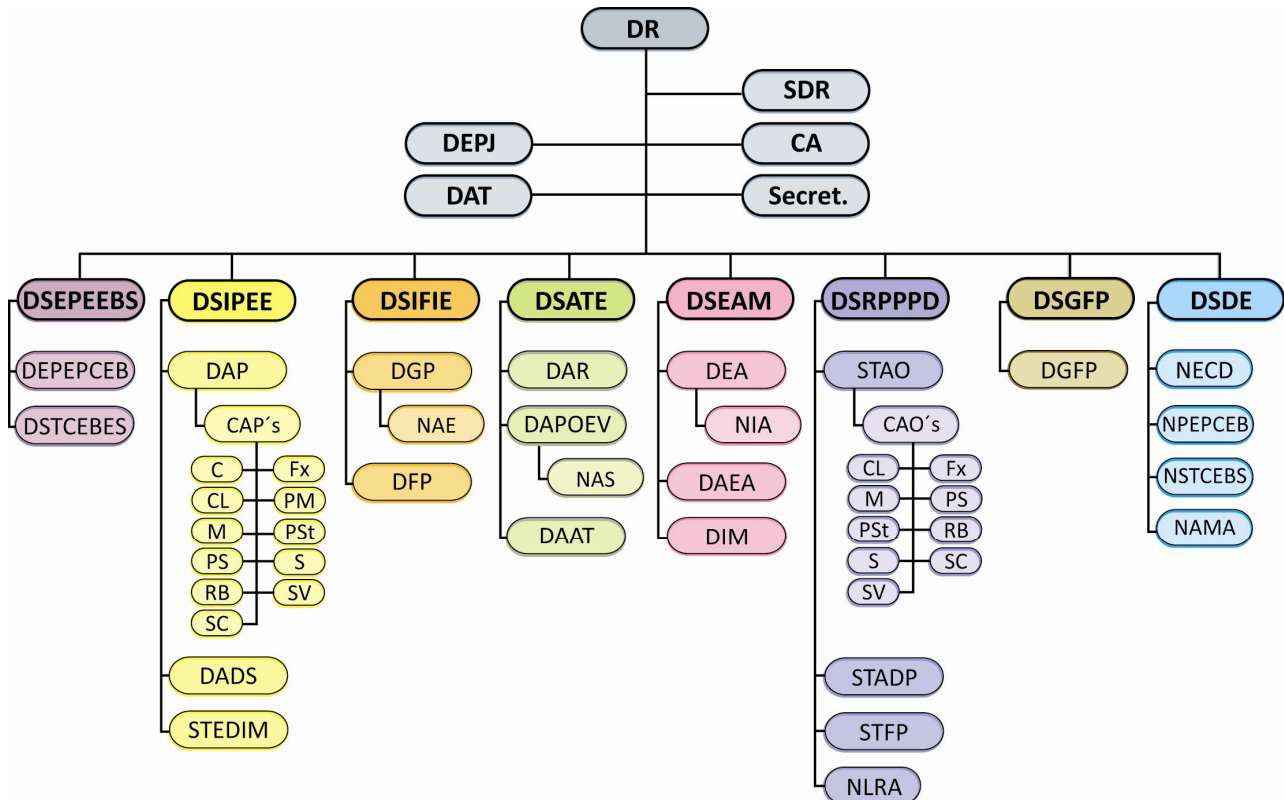 DR
SDR
DEPJ
CA
DAT
Secret.
DSEPEEBS
DSIPEE
DSIFIE
DSATE
DSEAM
DSRPPPD
DSGFP
DSDE
DEPEPCEB
DSTCEBES
DAP
CAP´s
C
Fx
CL
PM
M
PSt
PS
S
RB
SV
SC
DADS
STEDIM
DGP
NAE
DFP
DAR
DAPOEV
NAS
DAAT
DEA
NIA
DAEA
DIM
STAO
CAO´s
CL
Fx
M
PS
PSt
RB
S
SC
SV
STADP
STFP
NLRA
DGFP
NECD
NPEPCEB
NSTCEBS
NAMA